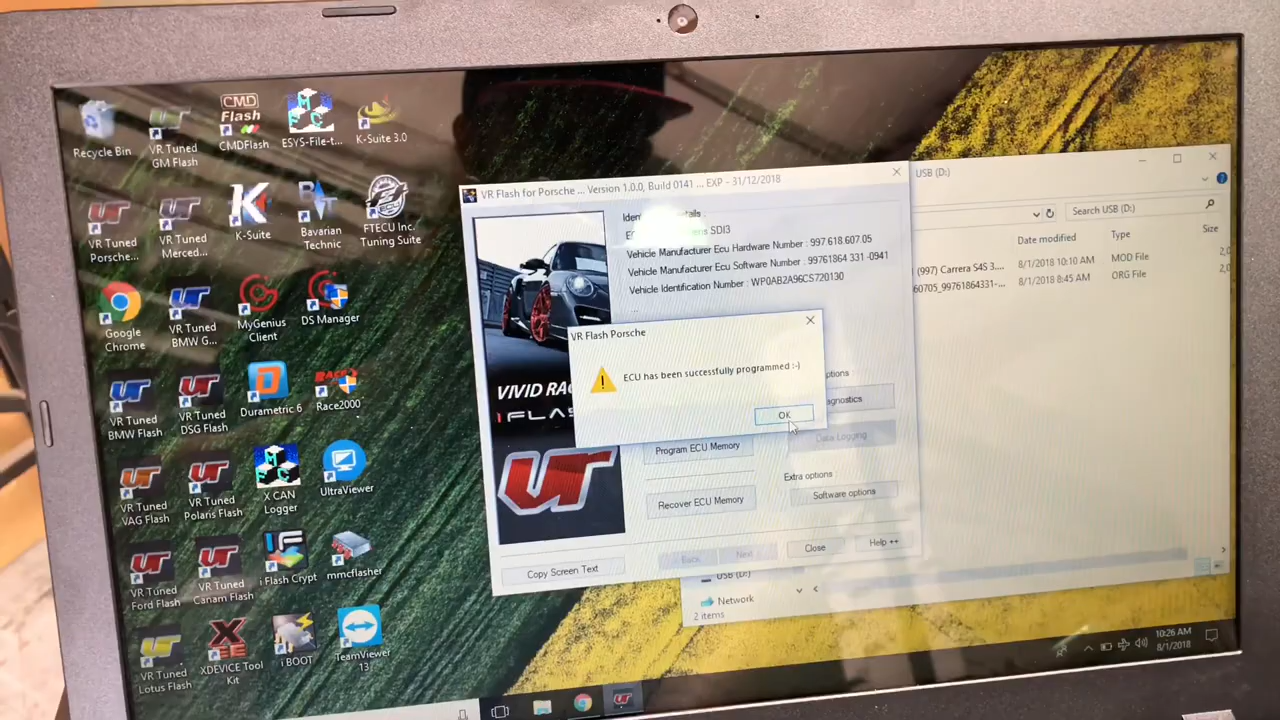 Recycle Bin
VR Tuned
GM Flash
CMD
Flash
CMDFlash
ESYS-File-t...
K-Suite 3.0
VR Tuned
Porsche...
VR Tuned
Merced...
K-Suite
Bavarian
Technic
FTECU Inc.
Tuning Suite
Google
Chrome
VR Tuned
BMW G...
MyGenius
Client
DS Manager
VR Tuned
BMW Flash
VR Tuned
DSG Flash
Durametric 6
Race2000
VR Tuned
VAG Flash
VR Tuned
Polaris Flash
X CAN
Logger
UltraViewer
VR Tuned
Ford Flash
VR Tuned
Canam Flash
i Flash Crypt
mmcflasher
VR Tuned
Lotus Flash
XDEVICE Tool
Kit
i BOOT
TeamViewer
13
VR Flash for Porsche ... Version 1.0.0, Build 0141 .., EXP - 31/12/2018
SDI3
Vehicle Manufacturer Ecu Hardware Number : 997.618.607.05
Vehicle Manufacturer Ecu Software Number : 99761864 331 -0941
Vehicle Identification Number : WP0AB2A96CS720130
...
VR Flash Porsche
ECU has been successfully programmed :-)
OK
Data Logging
Program ECU Memory
Extra options
Recover ECU Memory
Software options
Back
Next
Close
Help ++
Copy Screen Text
USB (D:)
Search USB (D:)
Date modified
Type
Size
(997) Carrera S4S 3....
8/1/2018 10:10 AM
MOD File
2,0
60705_99761864331-...
8/1/2018 8:45 AM
ORG File
2,0
USB (D:)
Network
2 items
10:26 AM
8/1/2018